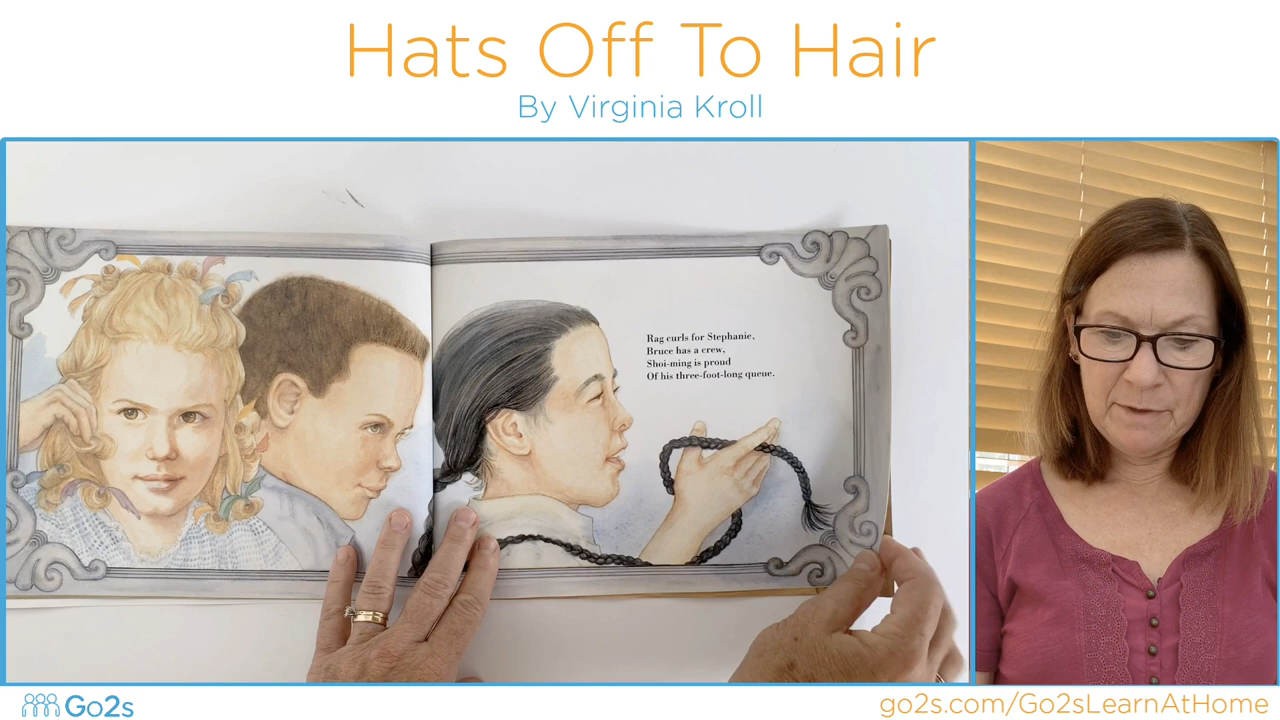 Hats Off To Hair
By Virginia Kroll
Rag curls for Stephanie,
Bruce has a crew,
Shoi-ming is proud
Of his three-foot-long queue.
Go2s
go2s.com/Go2sLearnAtHome